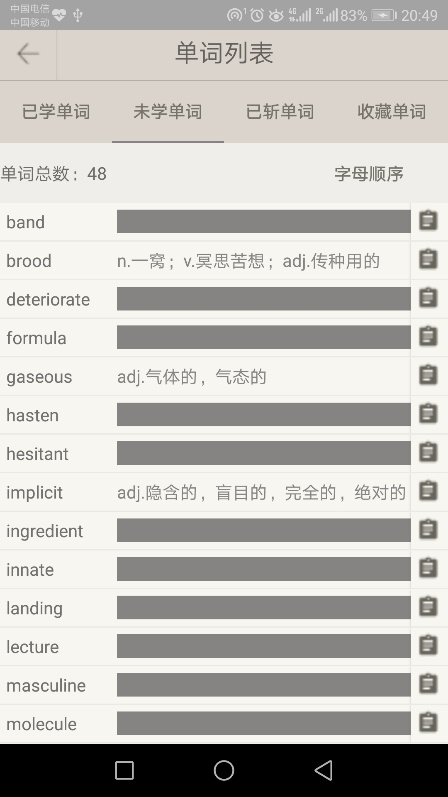 中国电信
中国移动
4G 2G 83% 20:49
单词列表
已学单词 未学单词 已斩单词 收藏单词
单词总数：48 字母顺序
band
brood n.一窝；v.冥思苦想；adj.传种用的
deteriorate
formula
gaseous adj.气体的，气态的
hasten
hesitant
implicit adj.隐含的，盲目的，完全的，绝对的
ingredient
innate
landing
lecture
masculine
molecule